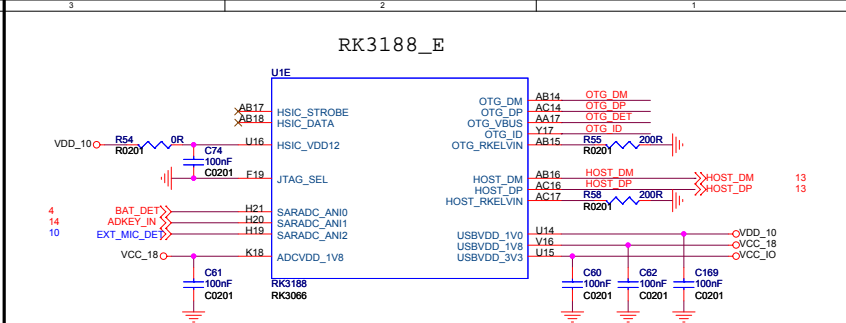 3
2
1
RK3188_E
U1E
AB17
HSIC_STROBE
AB18
HSIC_DATA
VDD_10
R54
0R
R0201
U16
HSIC_VDD12
C74
100nF
C0201
F19
JTAG_SEL
4
BAT_DET
H21
SARADC_ANI0
14
ADKEY_IN
H20
SARADC_ANI1
10
EXT_MIC_DET
H19
SARADC_ANI2
VCC_18
K18
ADCVDD_1V8
C61
100nF
C0201
RK3188
RK3066
OTG_DM
AB14
OTG_DM
OTG_DP
AC14
OTG_DP
OTG_VBUS
AA17
OTG_DET
OTG_ID
Y17
OTG_ID
OTG_RKELVIN
AB15
R55
200R
R0201
HOST_DM
AB16
HOST_DM
HOST_DM
13
HOST_DP
AC16
HOST_DP
HOST_DP
13
HOST_RKELVIN
AC17
R58
200R
R0201
USBVDD_1V0
U14
VDD_10
USBVDD_1V8
V16
VCC_18
USBVDD_3V3
U15
VCC_IO
C60
100nF
C0201
C62
100nF
C0201
C169
100nF
C0201